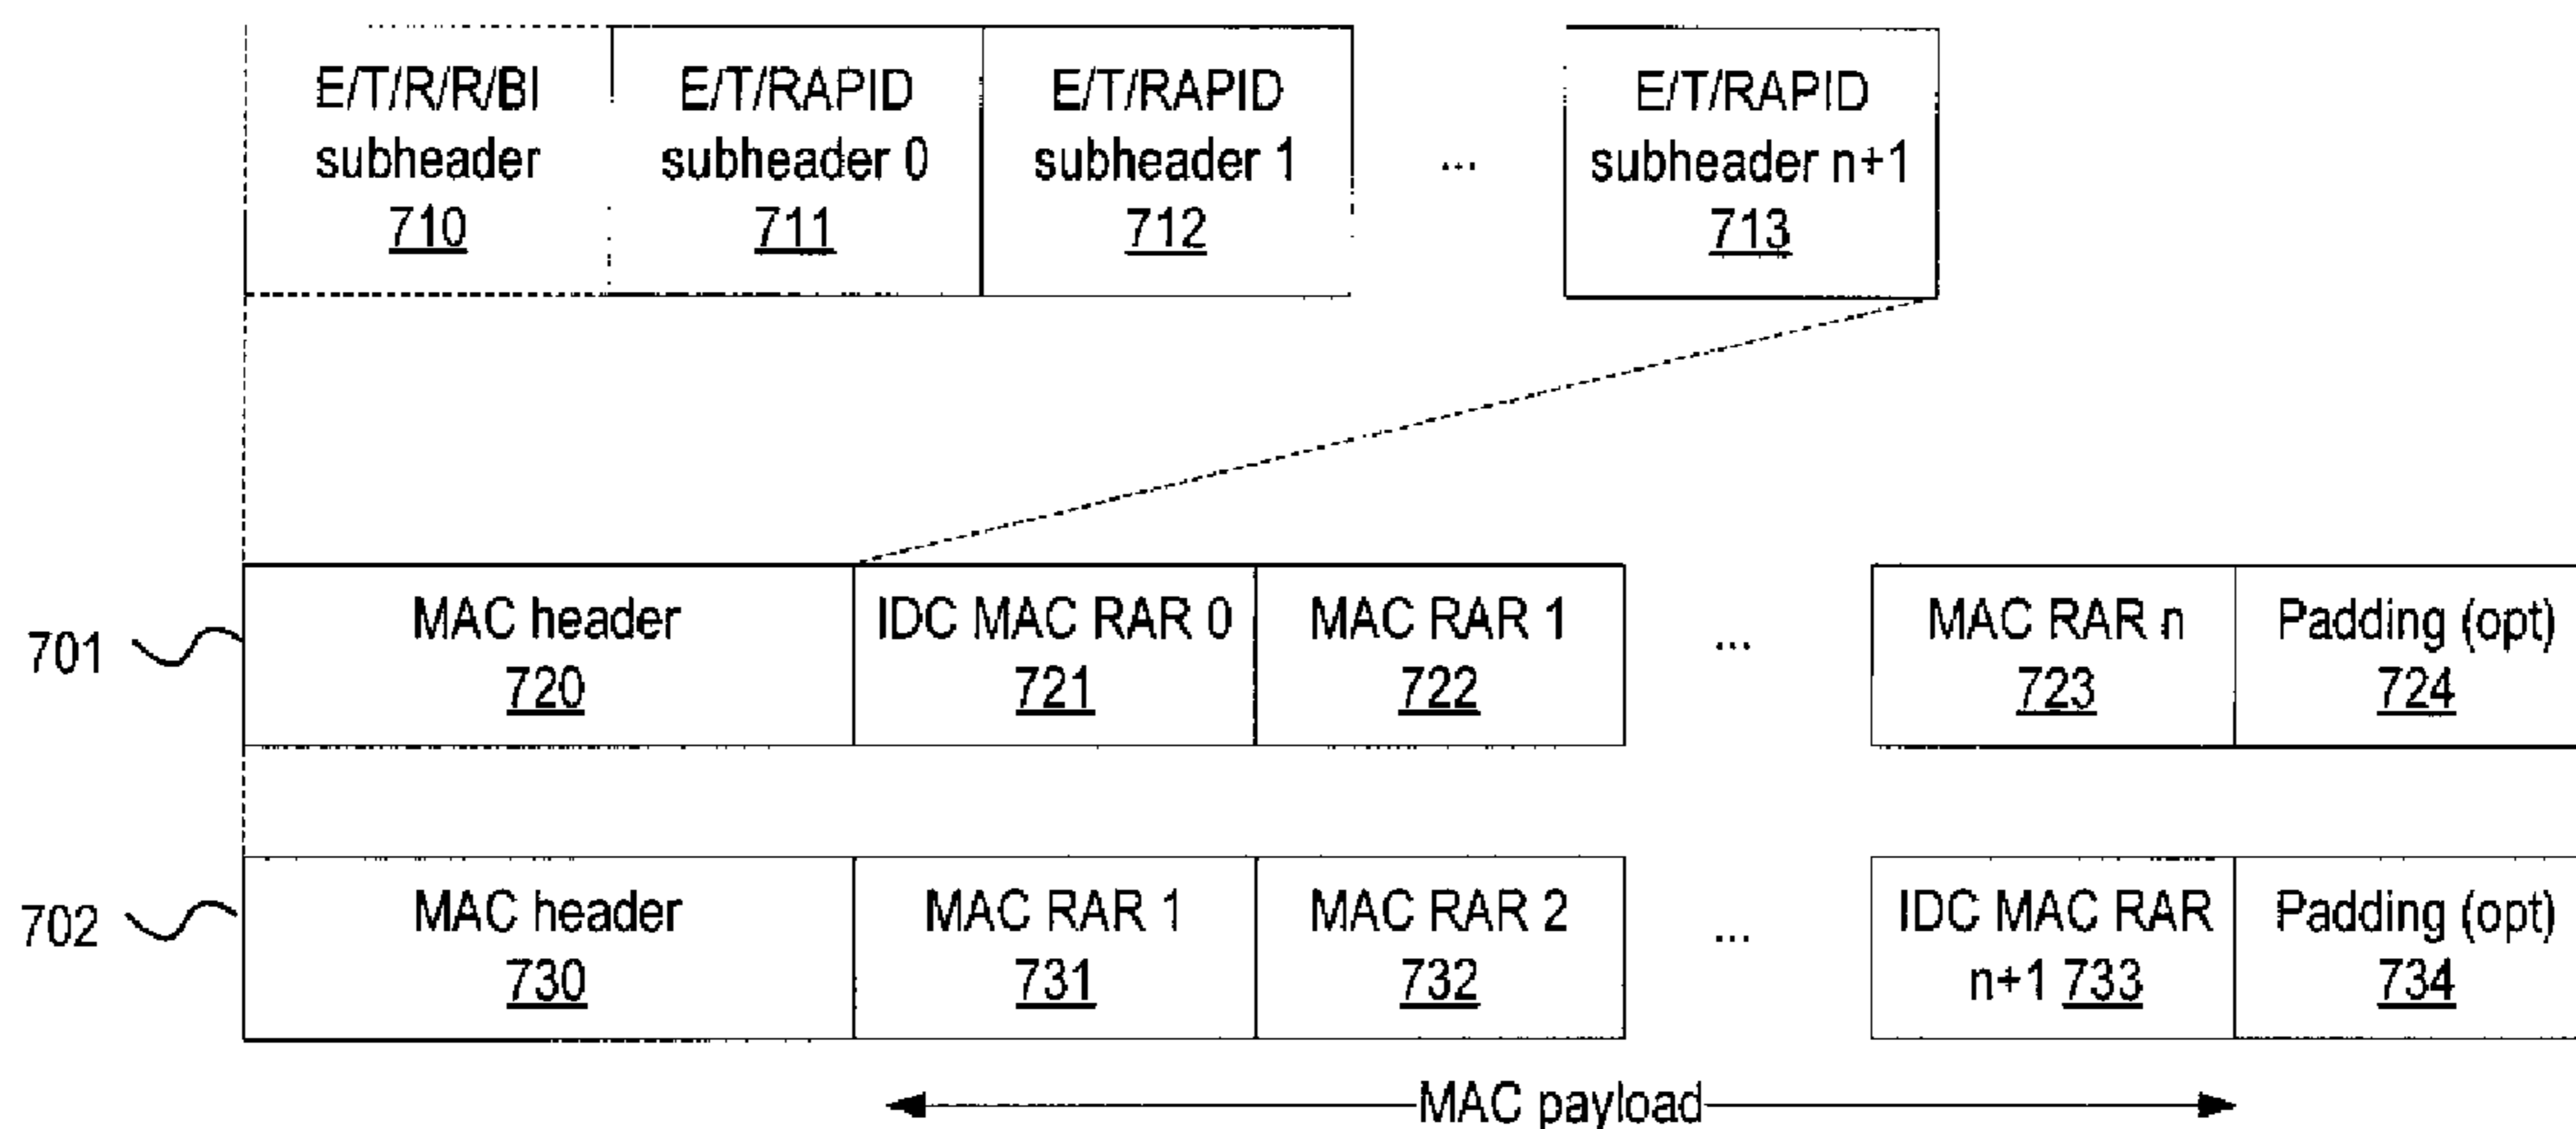 E/T/R/R/BI subheader 710
E/T/RAPID subheader 0 711
E/T/RAPID subheader 1 712
...
E/T/RAPID subheader n+1 713
701
MAC header 720
IDC MAC RAR 0 721
MAC RAR 1 722
...
MAC RAR n 723
Padding (opt) 724
702
MAC header 730
MAC RAR 1 731
MAC RAR 2 732
...
IDC MAC RAR n+1 733
Padding (opt) 734
MAC payload